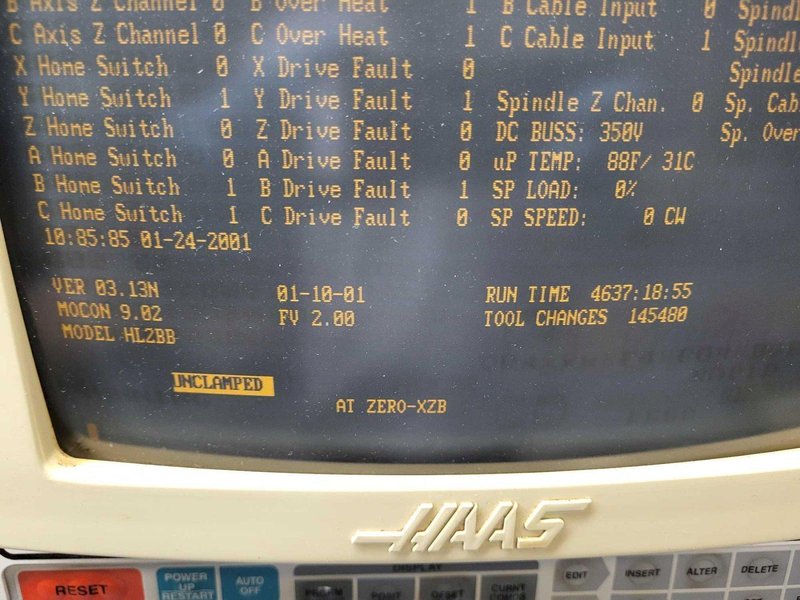 B Axis Z Channel 0 B Over Heat 1 B Cable Input 0 Spindl
C Axis Z Channel 0 C Over Heat 1 C Cable Input 1 Spindl
X Home Switch 0 X Drive Fault 0 Spindle
Y Home Switch 1 Y Drive Fault 1 Spindle Z Chan. 0 Sp. Cab
Z Home Switch 0 Z Drive Fault 0 DC BUSS: 350V Sp. Over
A Home Switch 0 A Drive Fault 0 uP TEMP: 88F/ 31C
B Home Switch 1 B Drive Fault 1 SP LOAD: 0%
C Home Switch 1 C Drive Fault 0 SP SPEED: 0 CW
10:85:85 01-24-2001
VER 03.13N 01-10-01 RUN TIME 4637:18:55
MOCON 9.02 FV 2.00 TOOL CHANGES 145480
MODEL HL2BB
UNCLAMPED
AT ZERO-XZB
HAAS
RESET
POWER UP RESTART
AUTO OFF
DISPLAY
PRGRM
POSIT
OFSET
CURNT COMDS
EDIT
INSERT
ALTER
DELETE